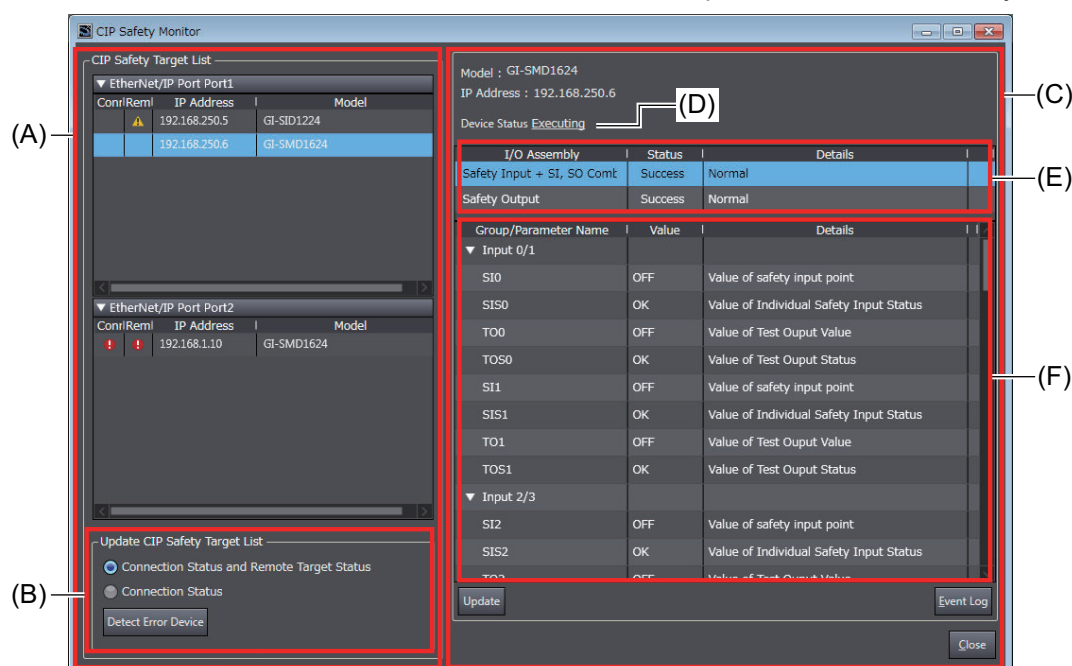 CIP Safety Monitor
CIP Safety Target List
▼ EtherNet/IP Port Port1
Conn Rem IP Address Model
192.168.250.5 GI-SID1224
192.168.250.6 GI-SMD1624
▼ EtherNet/IP Port Port2
Conn Rem IP Address Model
192.168.1.10 GI-SMD1624
Update CIP Safety Target List
Connection Status and Remote Target Status
Connection Status
Detect Error Device
(A)
(B)
Model : GI-SMD1624
IP Address : 192.168.250.6
Device Status Executing
(D)
(C)
I/O Assembly Status Details
Safety Input + SI, SO Comb Success Normal
Safety Output Success Normal
(E)
Group/Parameter Name Value Details
▼ Input 0/1
SI0 OFF Value of safety input point
SIS0 OK Value of Individual Safety Input Status
TO0 OFF Value of Test Ouput Value
TOS0 OK Value of Test Ouput Status
SI1 OFF Value of safety input point
SIS1 OK Value of Individual Safety Input Status
TO1 OFF Value of Test Ouput Value
TOS1 OK Value of Test Ouput Status
▼ Input 2/3
SI2 OFF Value of safety input point
SIS2 OK Value of Individual Safety Input Status
TO2 OFF Value of Test Ouput Value
(F)
Update
Event Log
Close